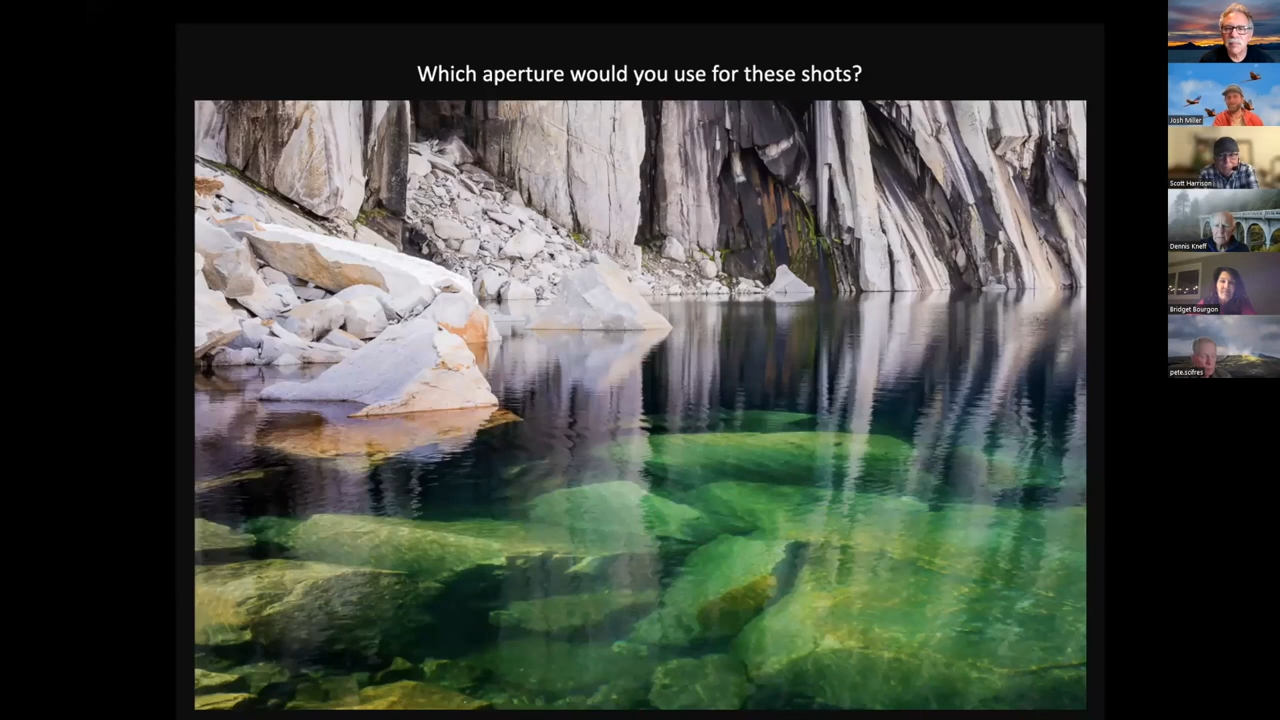 Which aperture would you use for these shots?
Josh Miller
Scott Harrison
Dennis Kneff
Bridget Bourgon
pete.scifres